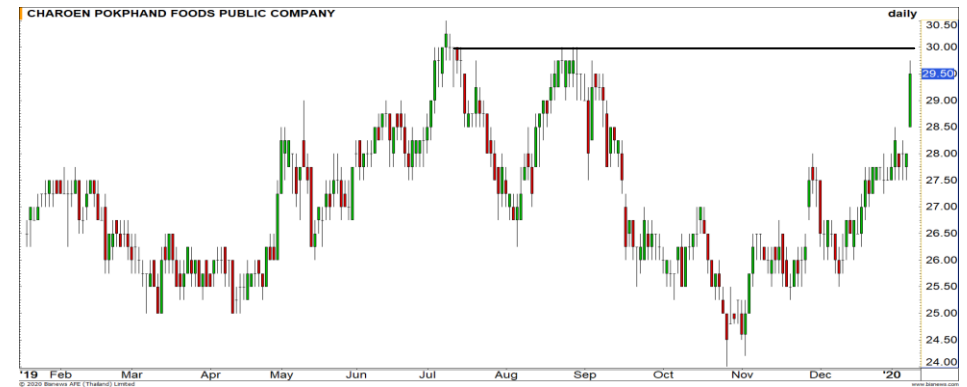 CHAROEN POKPHAND FOODS PUBLIC COMPANY
daily
30.50
30.00
29.50
29.00
28.50
28.00
27.50
27.00
26.50
26.00
25.50
25.00
24.50
24.00
'19 Feb Mar Apr May Jun Jul Aug Sep Oct Nov Dec '20
© 2020 Bisnews AFE (Thailand) Limited
www.bisnews.com